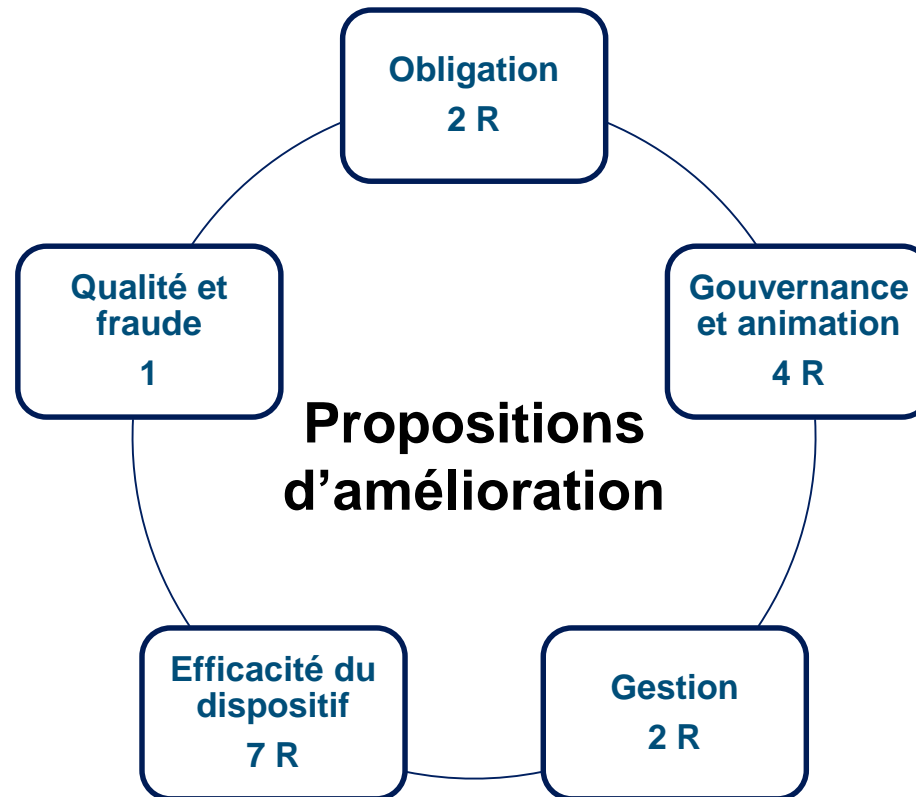 Obligation
2 R
Gouvernance
et animation
4 R
Gestion
2 R
Efficacité du
dispositif
7 R
Qualité et
fraude
1
Propositions
d’amélioration